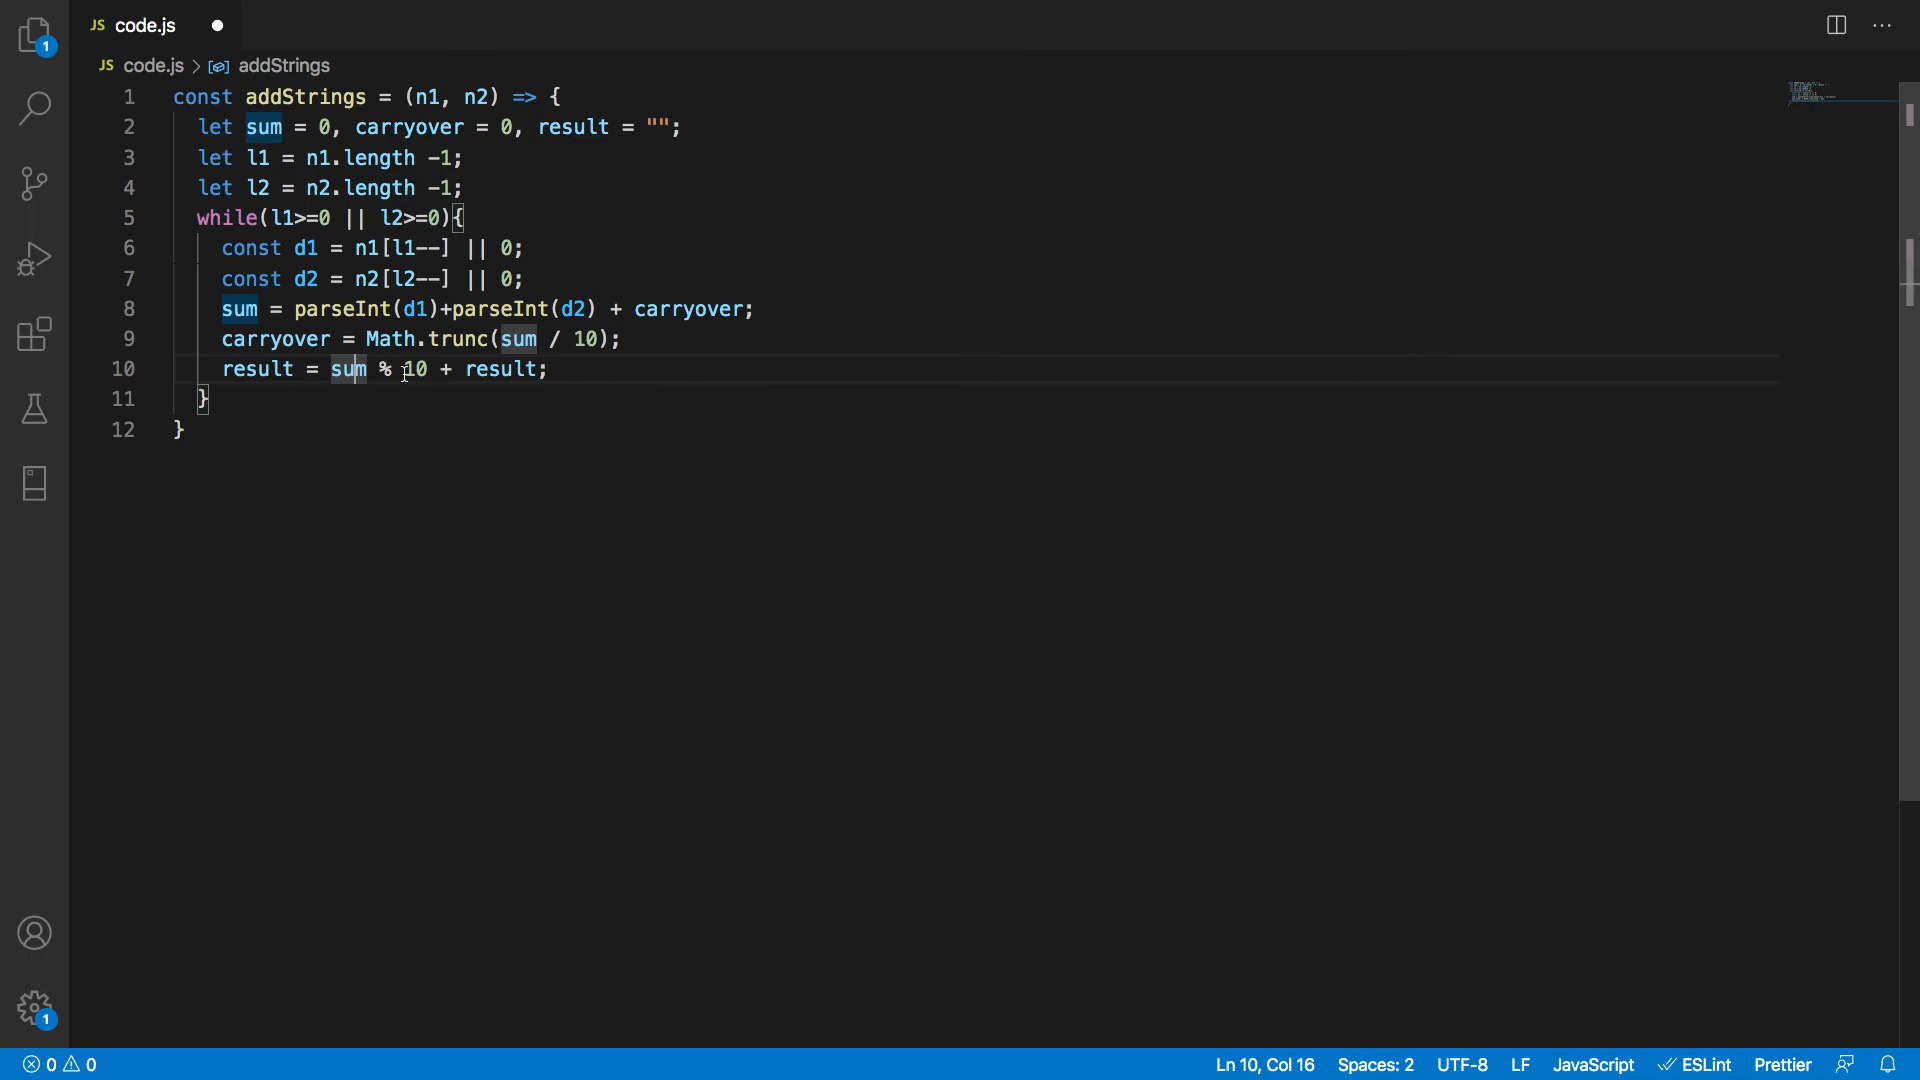 JS code.js
JS code.js > addStrings
1 const addStrings = (n1, n2) => {
2 let sum = 0, carryover = 0, result = "";
3 let l1 = n1.length -1;
4 let l2 = n2.length -1;
5 while(l1>=0 || l2>=0){
6 const d1 = n1[l1--] || 0;
7 const d2 = n2[l2--] || 0;
8 sum = parseInt(d1)+parseInt(d2) + carryover;
9 carryover = Math.trunc(sum / 10);
10 result = sum % 10 + result;
11 }
12 }
1
1
0 0 Ln 10, Col 16 Spaces: 2 UTF-8 LF JavaScript ESLint Prettier